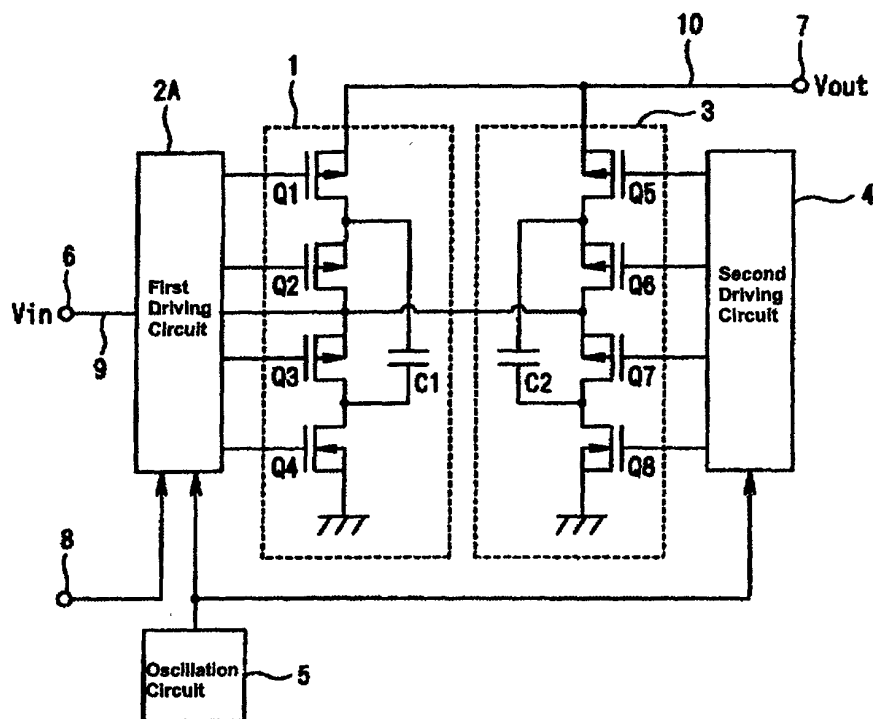 10
7
1
Vout
2A
3
Q1
Q5
4
6
Q2
Q6
Vin
First
Driving
Circuit
Second
Driving
Circuit
9
Q3
C1
C2
Q7
Q4
Q8
8
Oscillation
Circuit
5